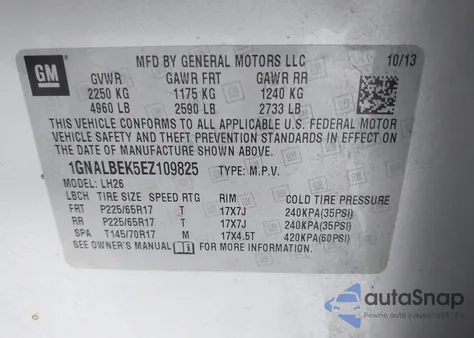 GM
MFD BY GENERAL MOTORS LLC 10/13
GVWR GAWR FRT GAWR RR
2250 KG 1175 KG 1240 KG
4960 LB 2590 LB 2733 LB
THIS VEHICLE CONFORMS TO ALL APPLICABLE U.S. FEDERAL MOTOR
VEHICLE SAFETY AND THEFT PREVENTION STANDARDS IN EFFECT ON
THE DATE OF MANUFACTURE SHOWN ABOVE.
1GNALBEK5EZ109825 TYPE: M.P.V.
MODEL: LH26
LBCH TIRE SIZE SPEED RTG RIM COLD TIRE PRESSURE
FRT P225/65R17 T 17X7J 240KPA(35PSI)
RR P225/65R17 T 17X7J 240KPA(35PSI)
SPA T145/70R17 M 17X4.5T 420KPA(60PSI)
SEE OWNER'S MANUAL FOR MORE INFORMATION.
autoSnap
Pewne auta z aukcji USA